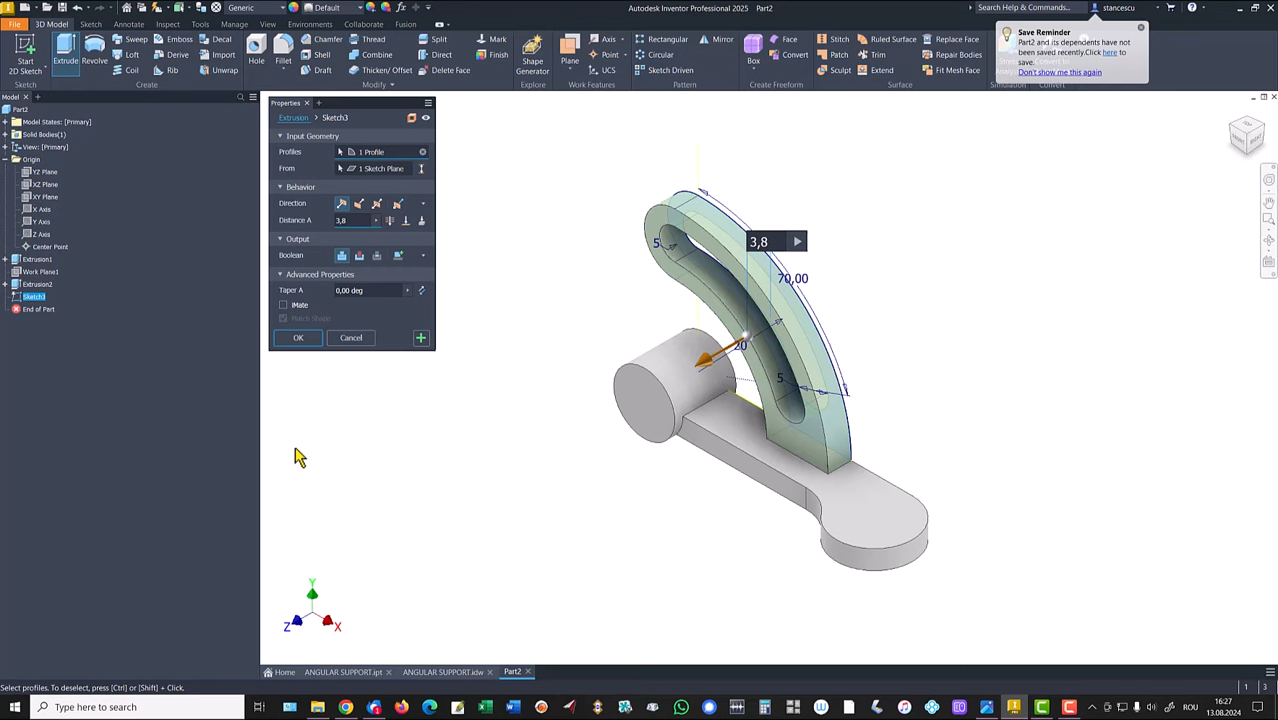 Generic
Default
Autodesk Inventor Professional 2025 Part2
Search Help & Commands...
stancescu
File
3D Model
Sketch
Annotate
Inspect
Tools
Manage
View
Environments
Collaborate
Fusion
Start
2D Sketch
Extrude
Revolve
Sweep
Loft
Coil
Emboss
Derive
Rib
Decal
Import
Unwrap
Hole
Fillet
Chamfer
Shell
Draft
Thread
Combine
Thicken/ Offset
Split
Direct
Delete Face
Mark
Finish
Shape
Generator
Plane
Axis
Point
UCS
Rectangular
Circular
Sketch Driven
Mirror
Box
Face
Convert
Stitch
Patch
Sculpt
Ruled Surface
Trim
Extend
Replace Face
Repair Bodies
Fit Mesh Face
Sketch
Create
Modify
Explore
Work Features
Pattern
Create Freeform
Surface
Simulation
Convert
Save Reminder
Part2 and its dependents have not
been saved recently.Click here to
save.
Don't show me this again
Model
Part2
Model States: [Primary]
Solid Bodies(1)
View: [Primary]
Origin
YZ Plane
XZ Plane
XY Plane
X Axis
Y Axis
Z Axis
Center Point
Extrusion1
Work Plane1
Extrusion2
Sketch3
End of Part
Properties
Extrusion > Sketch3
Input Geometry
Profiles 1 Profile
From 1 Sketch Plane
Behavior
Direction
Distance A 3,8
Output
Boolean
Advanced Properties
Taper A 0,00 deg
iMate
Match Shape
OK
Cancel
3,8
5
70,00
20
5
TOP
FRONT
RIGHT
Y
Z
X
Home
ANGULAR SUPPORT.ipt
ANGULAR SUPPORT.idw
Part2
Select profiles. To deselect, press [Ctrl] or [Shift] + Click.
1
3
Type here to search
ROU
16:27
13.08.2024